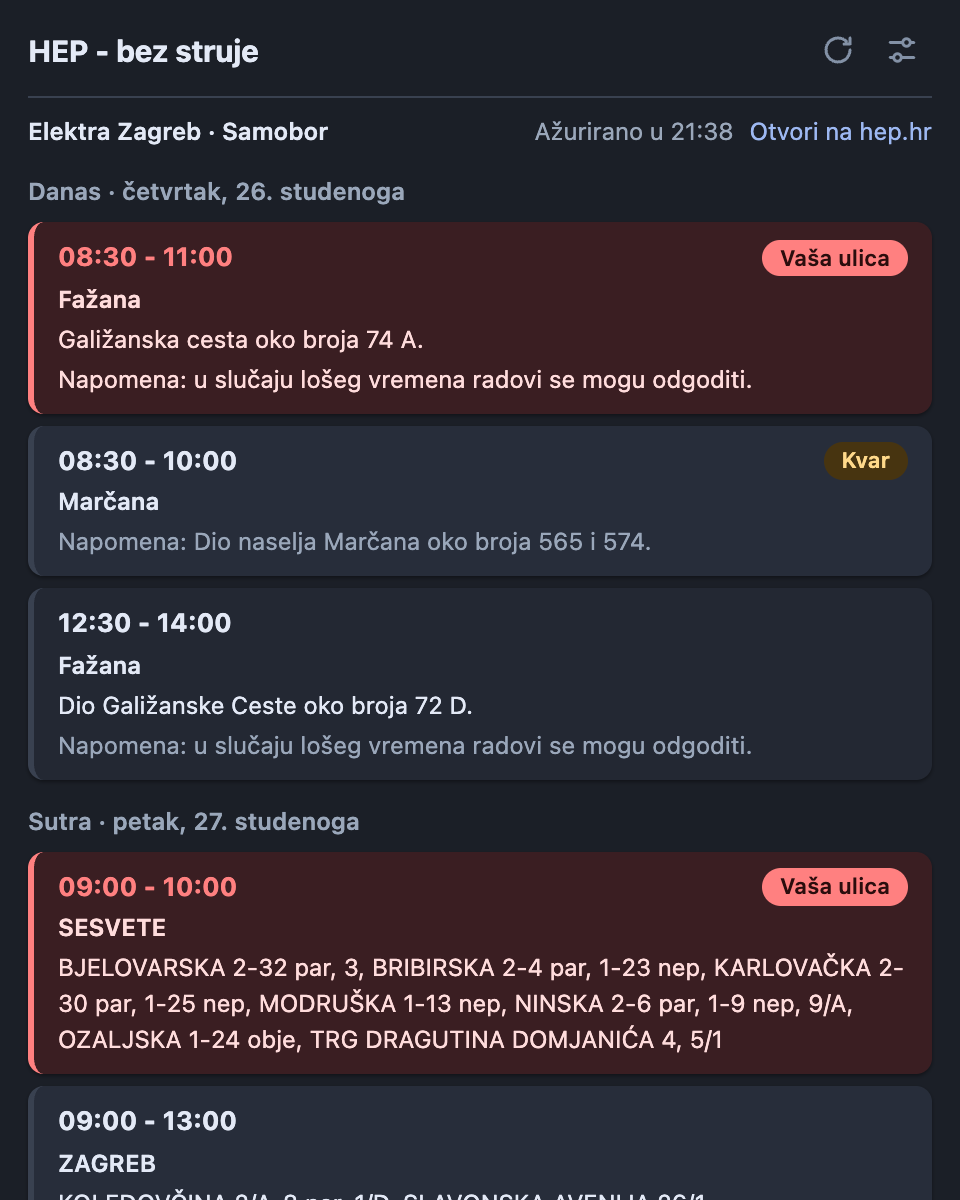 HEP - bez struje
Elektra Zagreb · Samobor
Ažurirano u 21:38 Otvori na hep.hr
Danas · četvrtak, 26. studenoga
08:30 - 11:00
Vaša ulica
Fažana
Galižanska cesta oko broja 74 A.
Napomena: u slučaju lošeg vremena radovi se mogu odgoditi.
08:30 - 10:00
Kvar
Marčana
Napomena: Dio naselja Marčana oko broja 565 i 574.
12:30 - 14:00
Fažana
Dio Galižanske Ceste oko broja 72 D.
Napomena: u slučaju lošeg vremena radovi se mogu odgoditi.
Sutra · petak, 27. studenoga
09:00 - 10:00
Vaša ulica
SESVETE
BJELOVARSKA 2-32 par, 3, BRIBIRSKA 2-4 par, 1-23 nep, KARLOVAČKA 2-
30 par, 1-25 nep, MODRUŠKA 1-13 nep, NINSKA 2-6 par, 1-9 nep, 9/A,
OZALJSKA 1-24 obje, TRG DRAGUTINA DOMJANIĆA 4, 5/1
09:00 - 13:00
ZAGREB